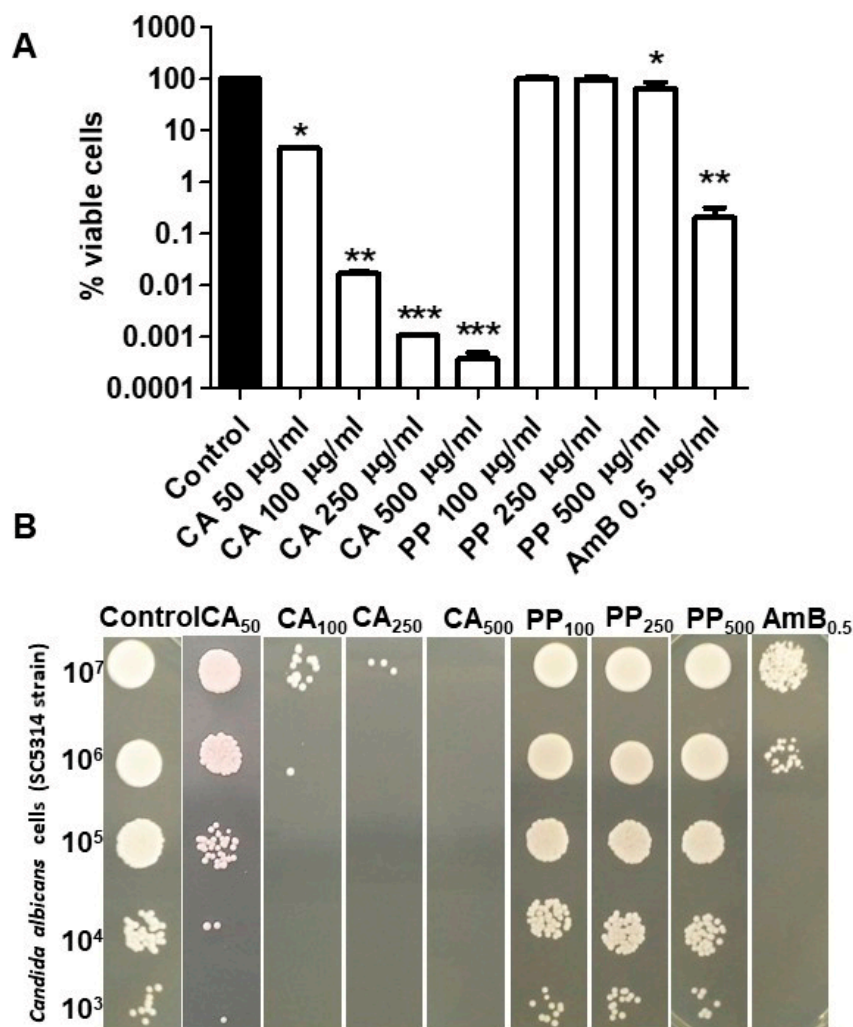 A
1000
100
10
1
0.1
0.01
0.001
0.0001
% viable cells
*
**
***
***
*
**
Control
CA 50 µg/ml
CA 100 µg/ml
CA 250 µg/ml
CA 500 µg/ml
PP 100 µg/ml
PP 250 µg/ml
PP 500 µg/ml
AmB 0.5 µg/ml
B
Control CA50 CA100 CA250 CA500 PP100 PP250 PP500 AmB0.5
Candida albicans cells (SC5314 strain)
10⁷
10⁶
10⁵
10⁴
10³